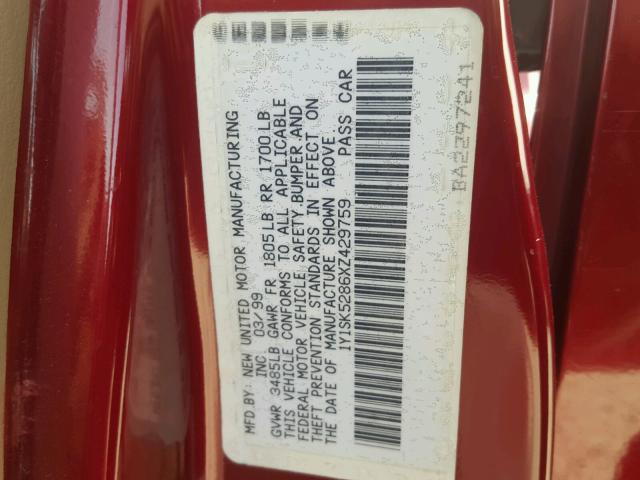 MFD.BY: NEW UNITED MOTOR MANUFACTURING
INC 03/99
GVWR 3485LB GAWR FR 1805LB RR 1700LB
THIS VEHICLE CONFORMS TO ALL APPLICABLE
FEDERAL MOTOR VEHICLE SAFETY BUMPER AND
THEFT PREVENTION STANDARDS IN EFFECT ON
THE DATE OF MANUFACTURE SHOWN ABOVE.
1Y1SK5286XZ429759 PASS CAR
BA2297241